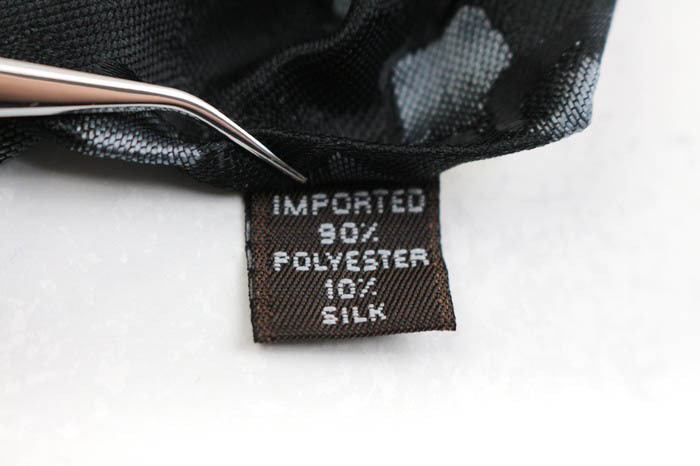 IMPORTED
90%
POLYESTER
10%
SILK